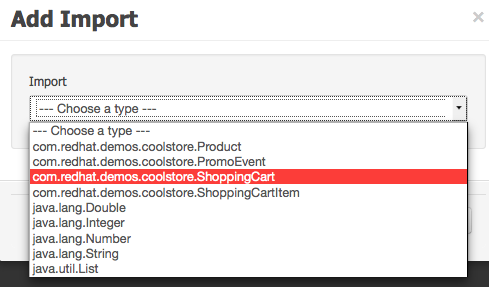 Add Import
×
Import
--- Choose a type ---
--- Choose a type ---
com.redhat.demos.coolstore.Product
com.redhat.demos.coolstore.PromoEvent
com.redhat.demos.coolstore.ShoppingCart
com.redhat.demos.coolstore.ShoppingCartItem
java.lang.Double
java.lang.Integer
java.lang.Number
java.lang.String
java.util.List